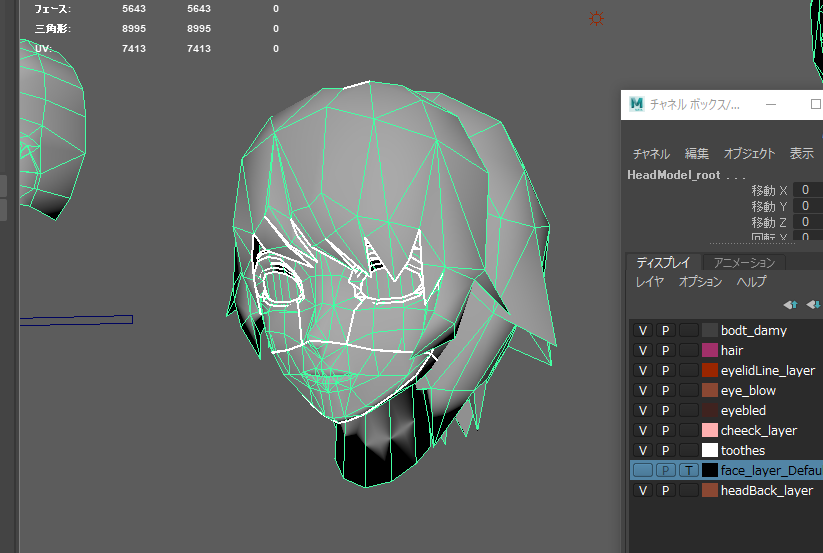 フェース: 5643 5643 0
三角形: 8995 8995 0
UV: 7413 7413 0
M チャネル ボックス/...
チャネル 編集 オブジェクト 表示
HeadModel_root . . .
移動 X 0
移動 Y 0
移動 Z 0
回転 X 0
ディスプレイ アニメーション
レイヤ オプション ヘルプ
V P bodt_damy
V P hair
V P eyelidLine_layer
V P eye_blow
V P eyebled
V P cheeck_layer
V P toothes
P T face_layer_Defau
V P headBack_layer